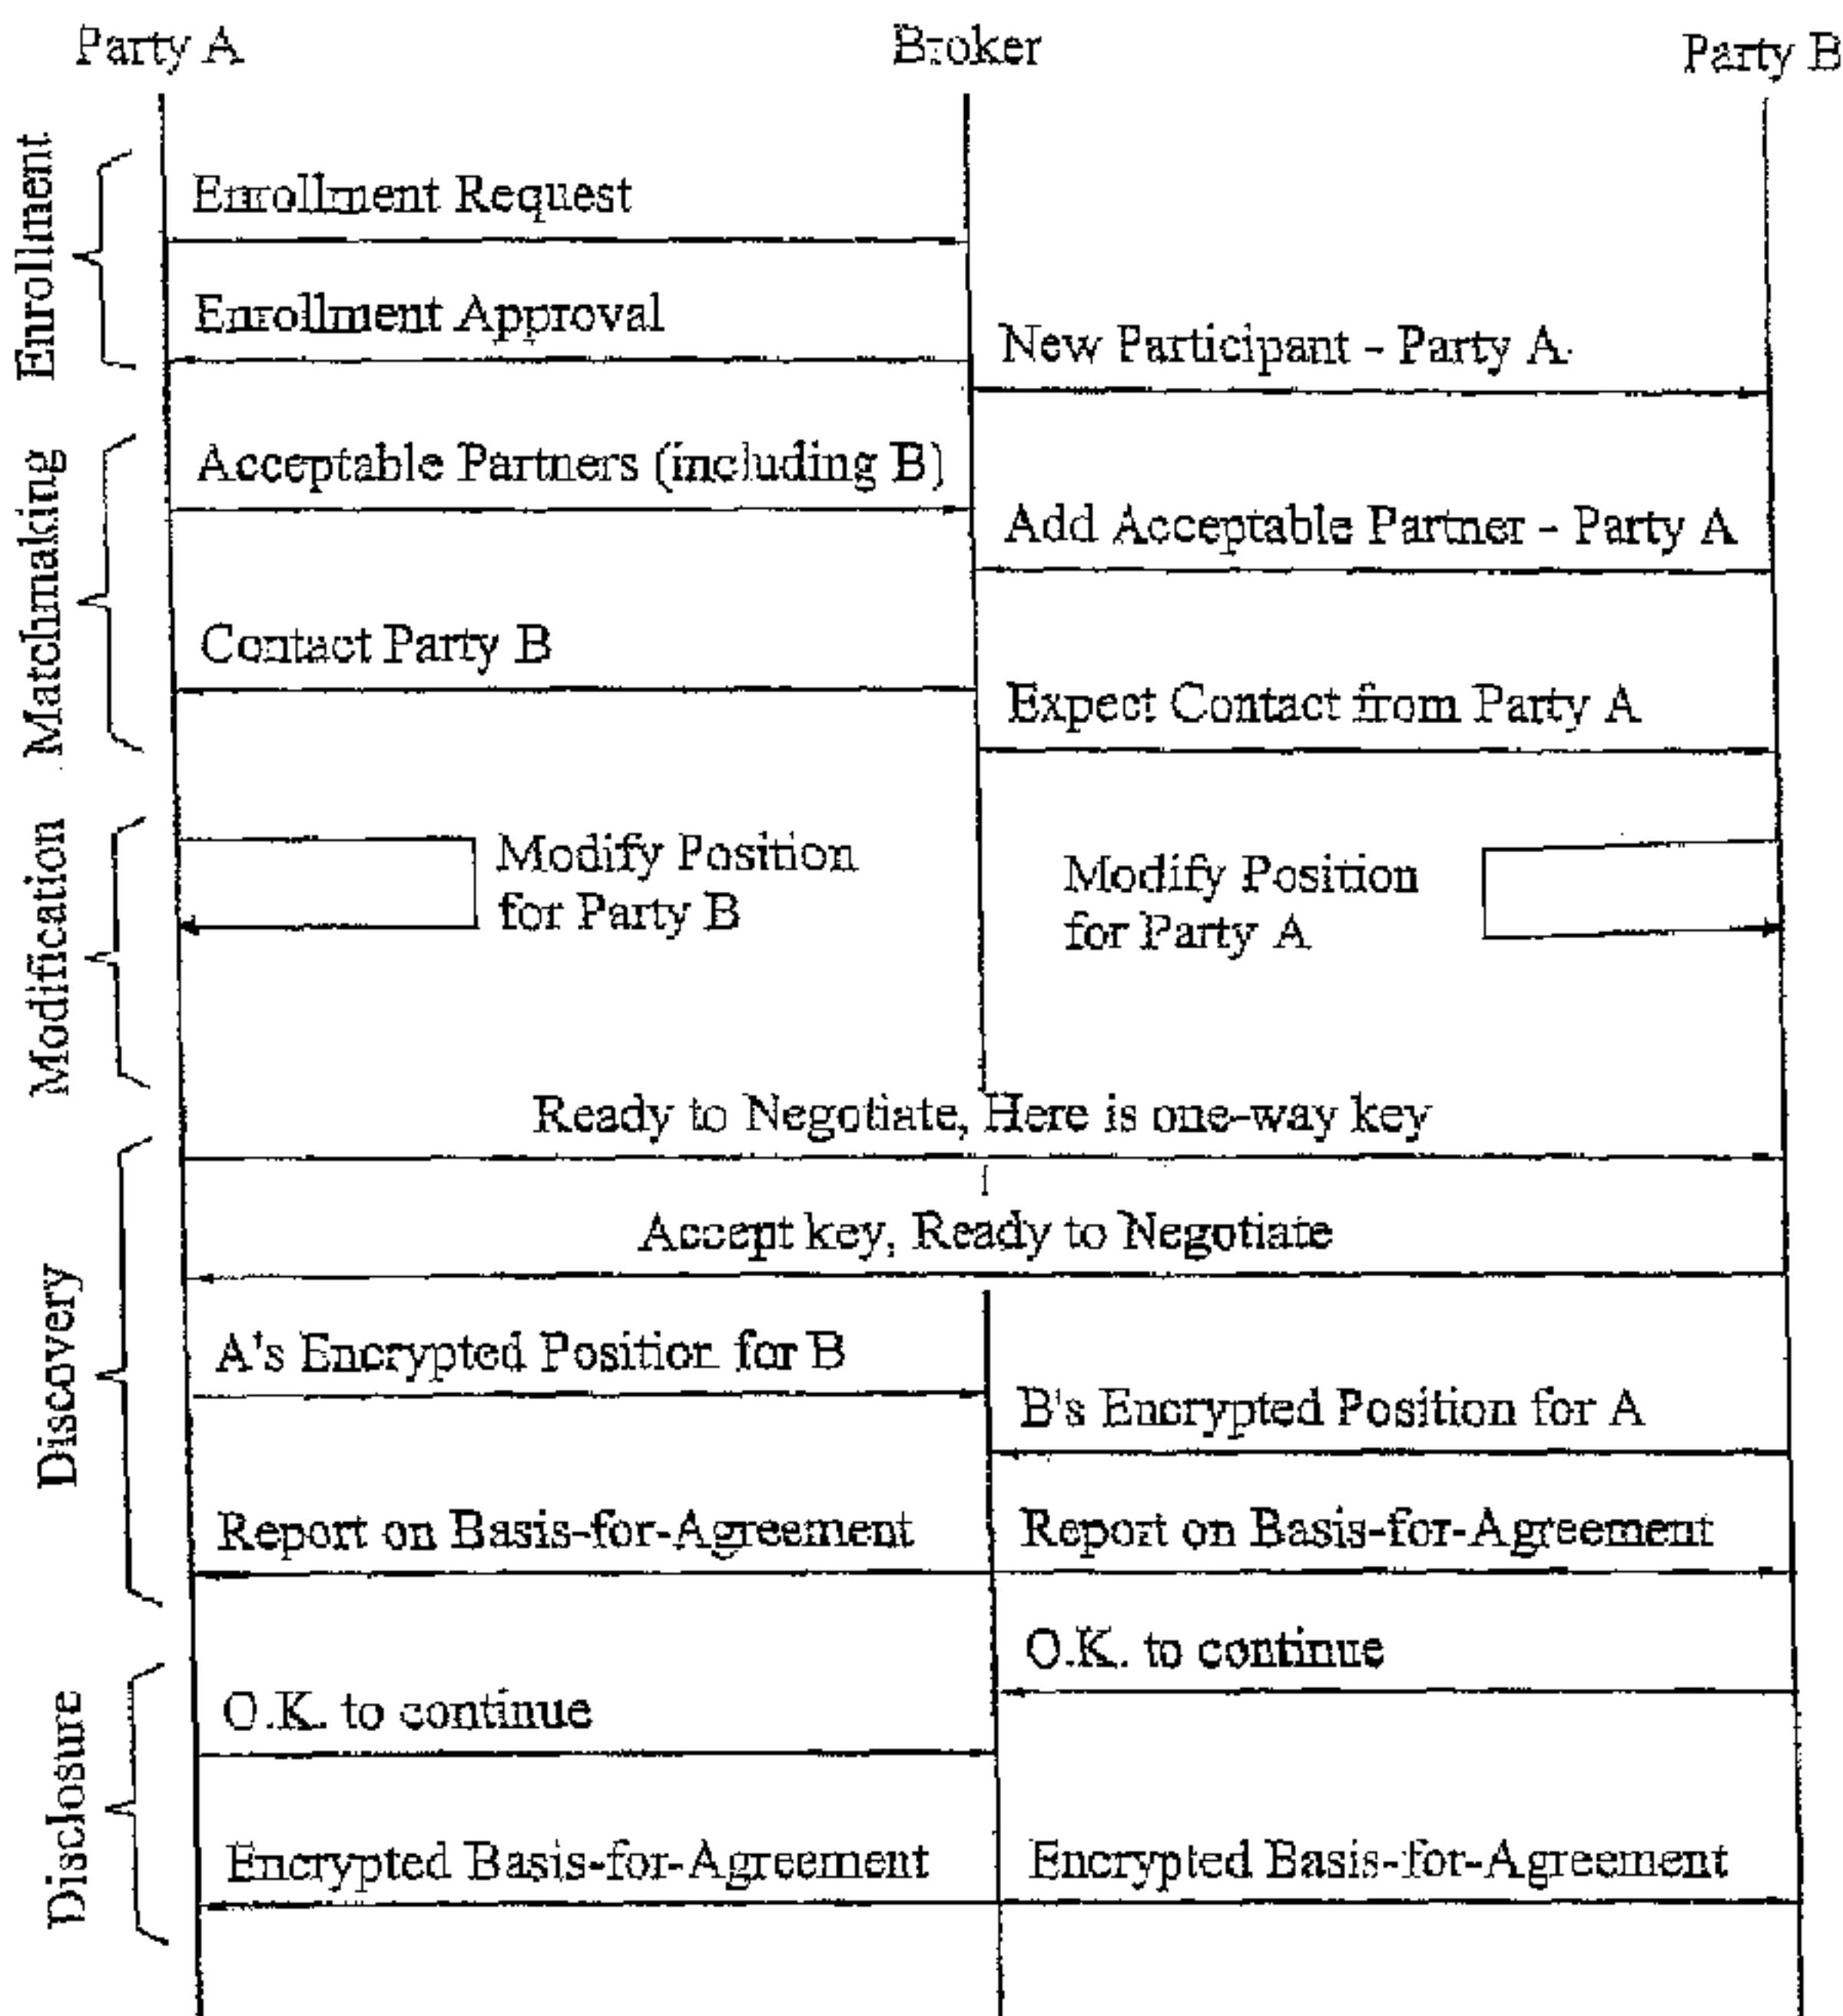 Party A
Broker
Party B
Enrollment
Enrollment Request
Enrollment Approval
New Participant - Party A
Matchmaking
Acceptable Partners (including B)
Add Acceptable Partner - Party A
Contact Party B
Expect Contact from Party A
Modification
Modify Position
for Party B
Modify Position
for Party A
Discovery
Ready to Negotiate, Here is one-way key
Accept key, Ready to Negotiate
A's Encrypted Position for B
B's Encrypted Position for A
Report on Basis-for-Agreement
Report on Basis-for-Agreement
Disclosure
O.K. to continue
O.K. to continue
Encrypted Basis-for-Agreement
Encrypted Basis-for-Agreement